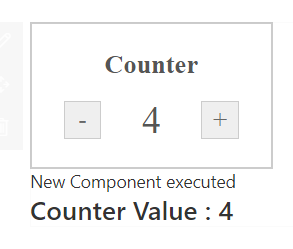 Counter
- 4 +
New Component executed
Counter Value : 4